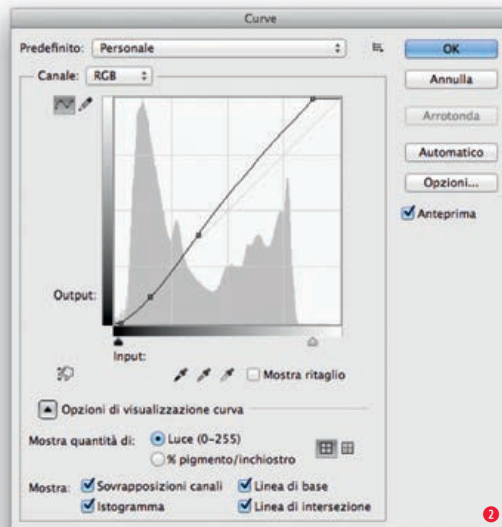 Curve
Predefinito: Personale
OK
Canale: RGB
Annulla
Arrotonda
Automatico
Opzioni...
Anteprima
Output:
Input:
Mostra ritaglio
Opzioni di visualizzazione curva
Mostra quantità di: Luce (0-255)
% pigmento/inchiostro
Mostra: Sovrapposizioni canali Linea di base
Istogramma Linea di intersezione
2